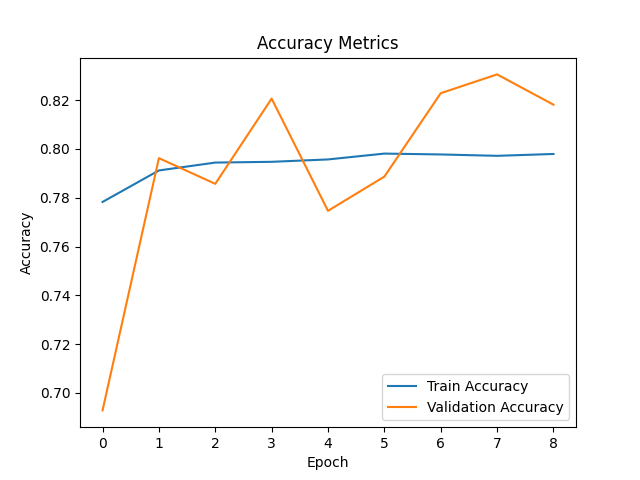 Accuracy Metrics
Accuracy
0.82
0.80
0.78
0.76
0.74
0.72
0.70
Train Accuracy
Validation Accuracy
0 1 2 3 4 5 6 7 8
Epoch